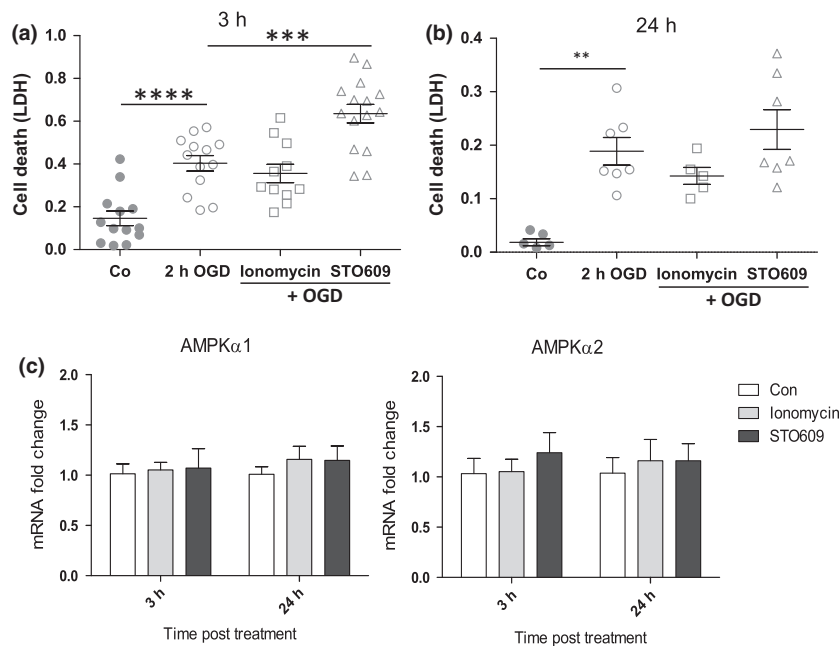 (a)
3 h
Cell death (LDH)
1.0
0.8
0.6
0.4
0.2
0.0
****
***
Co
2 h OGD
Ionomycin
STO609
+ OGD
(b)
24 h
Cell death (LDH)
0.4
0.3
0.2
0.1
0.0
**
Co
2 h OGD
Ionomycin
STO609
+ OGD
(c)
AMPKα1
mRNA fold change
2.0
1.5
1.0
0.5
0.0
3 h
24 h
Time post treatment
AMPKα2
mRNA fold change
2.0
1.5
1.0
0.5
0.0
3 h
24 h
Time post treatment
Con
Ionomycin
STO609